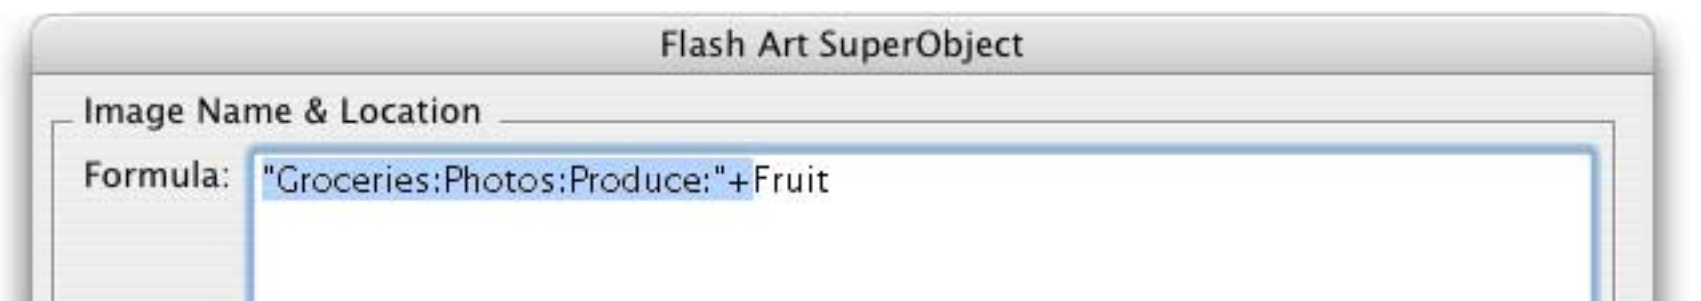 Flash Art SuperObject
Image Name & Location
Formula: "Groceries:Photos:Produce:"+Fruit